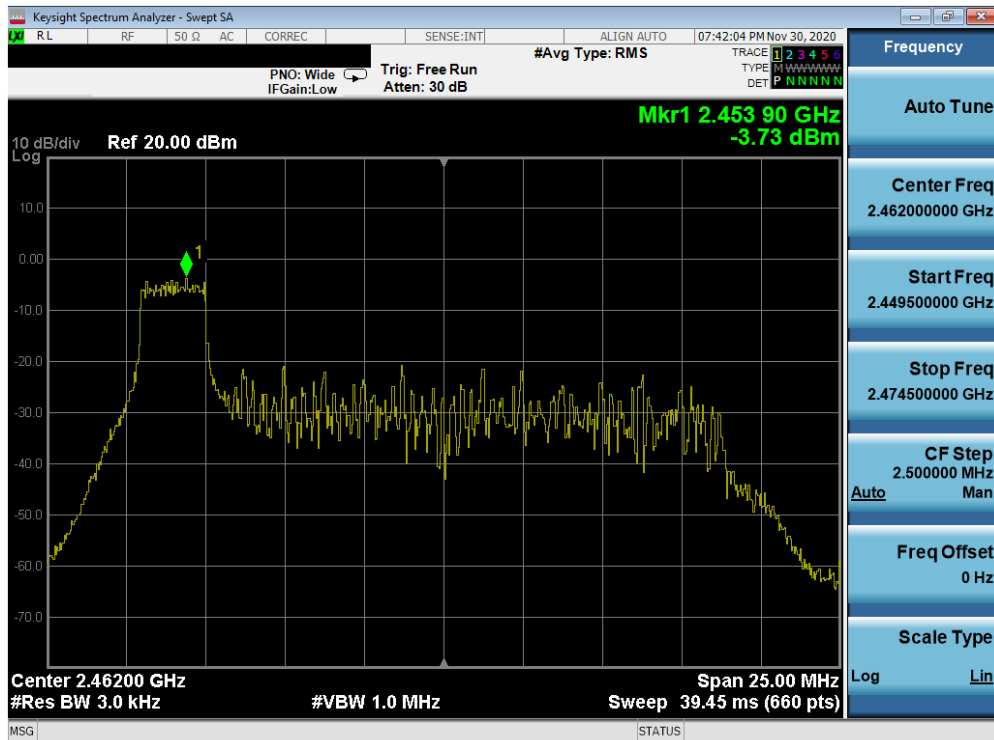 Keysight Spectrum Analyzer - Swept SA
LXI RL RF 50 Ω AC CORREC SENSE:INT ALIGN AUTO 07:42:04 PM Nov 30, 2020
Frequency
#Avg Type: RMS TRACE 1 2 3 4 5 6
PNO: Wide Trig: Free Run TYPE M W W W W W
IFGain:Low Atten: 30 dB DET P N N N N N
Auto Tune
Mkr1 2.453 90 GHz
10 dB/div Ref 20.00 dBm -3.73 dBm
Log
Center Freq
2.462000000 GHz
10.0
1
0.00
Start Freq
2.449500000 GHz
-10.0
-20.0
Stop Freq
2.474500000 GHz
-30.0
-40.0
CF Step
2.500000 MHz
Auto Man
-50.0
Freq Offset
0 Hz
-60.0
-70.0
Scale Type
Log Lin
Center 2.46200 GHz Span 25.00 MHz
#Res BW 3.0 kHz #VBW 1.0 MHz Sweep 39.45 ms (660 pts)
MSG STATUS